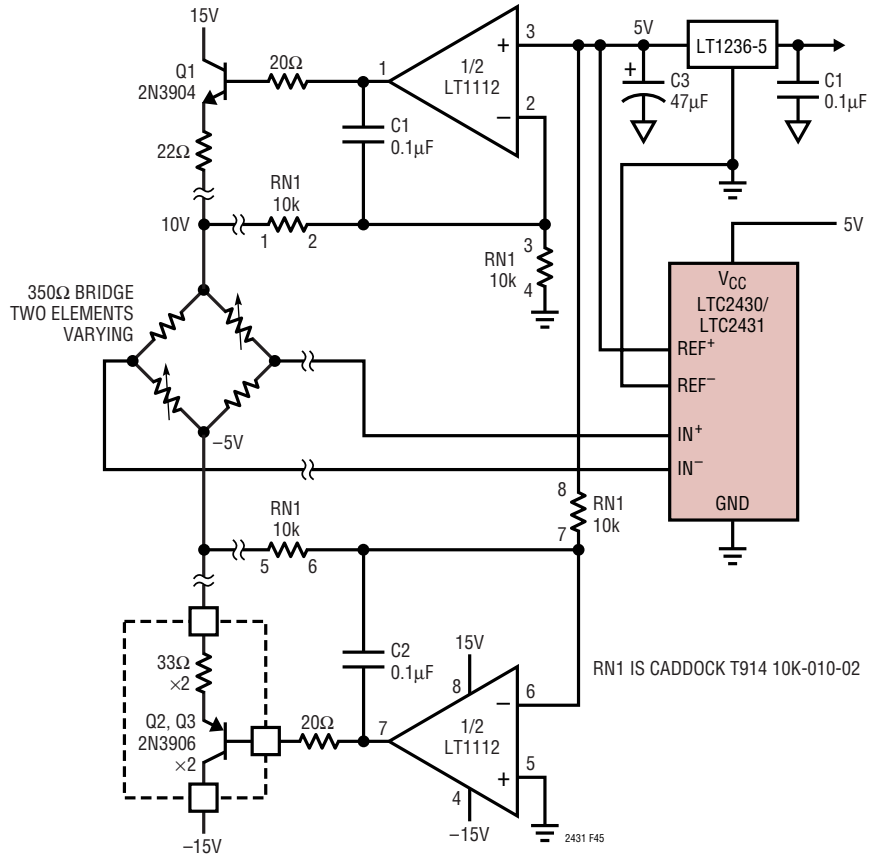 15V
Q1
2N3904
20Ω
1
1/2
LT1112
+
3
−
2
5V
LT1236-5
+
C3
47µF
C1
0.1µF
22Ω
C1
0.1µF
10V
RN1
10k
1
2
RN1
10k
3
4
5V
350Ω BRIDGE
TWO ELEMENTS
VARYING
VCC
LTC2430/
LTC2431
REF+
REF−
IN+
IN−
GND
−5V
8
RN1
10k
7
RN1
10k
5
6
C2
0.1µF
15V
8
RN1 IS CADDOCK T914 10K-010-02
33Ω
×2
Q2, Q3
2N3906
×2
20Ω
7
1/2
LT1112
−
6
+
5
4
−15V
−15V
2431 F45